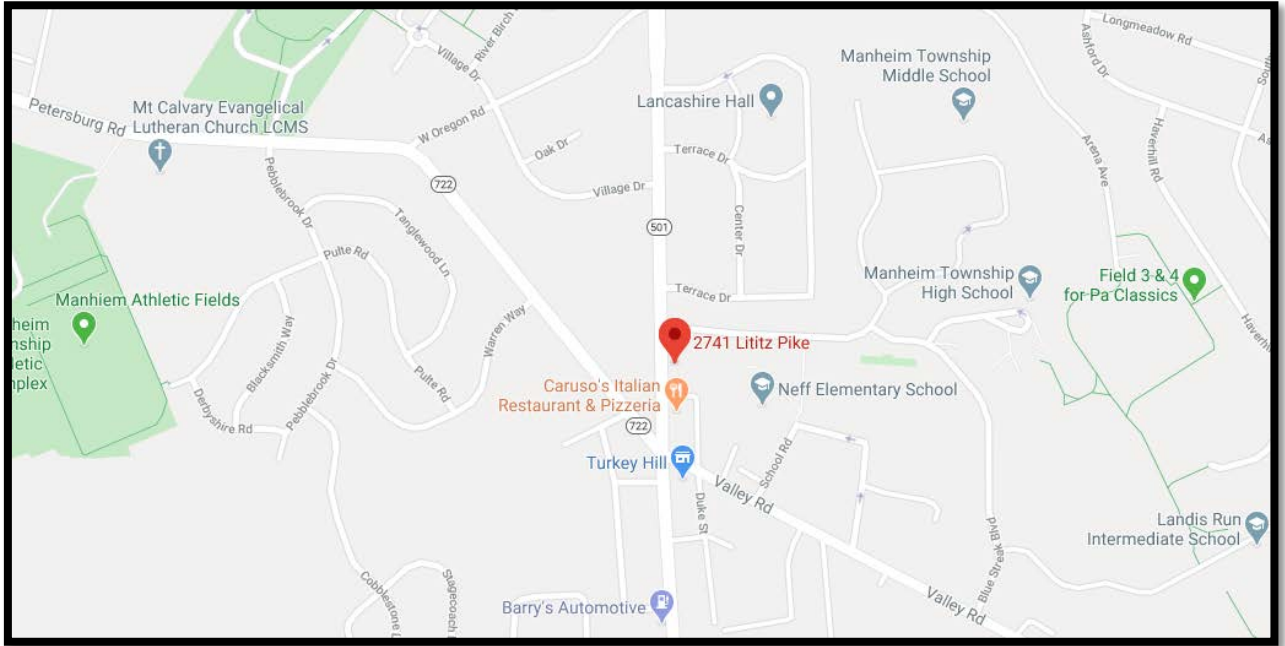 Longmeadow Rd
River Birch
Village Dr
Ashford Dr
Manheim Township
Middle School
Petersburg Rd
Mt Calvary Evangelical
Lutheran Church LCMS
Lancashire Hall
W Oregon Rd
Oak Dr
Terrace Dr
Haverhill Rd
Arena Ave
722
Pebblebrook Dr
Village Dr
Tanglewood Ln
501
Center Dr
Pulte Rd
Manheim Township
High School
Field 3 & 4
for Pa Classics
Manhiem Athletic Fields
Terrace Dr
heim
nship
letic
nplex
Blacksmith Way
Warren Way
2741 Lititz Pike
Haverhi
Pulte Rd
Pebblebrook Dr
Derbyshire Rd
Caruso's Italian
Restaurant & Pizzeria
Neff Elementary School
722
Turkey Hill
School Rd
Valley Rd
Duke St
Landis Run
Intermediate School
Blue Streak Blvd
Cobblestone L
Stagecoach
Barry's Automotive
Valley Rd